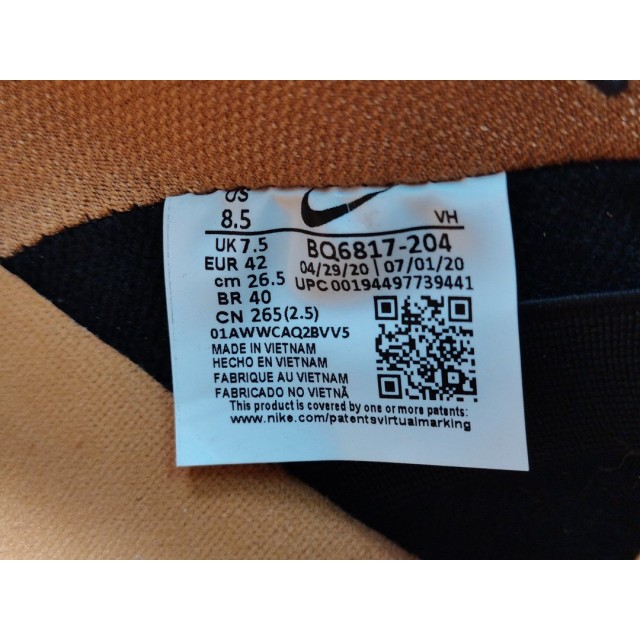 US
8.5
VH
UK 7.5
BQ6817-204
EUR 42
04/29/20 | 07/01/20
cm 26.5
UPC 00194497739441
BR 40
CN 265(2.5)
01AWWCAQ2BVV5
MADE IN VIETNAM
HECHO EN VIETNAM
FABRIQUE AU VIETNAM
FABRICADO NO VIETNÃ
This product is covered by one or more patents:
www.nike.com/patentsvirtualmarking